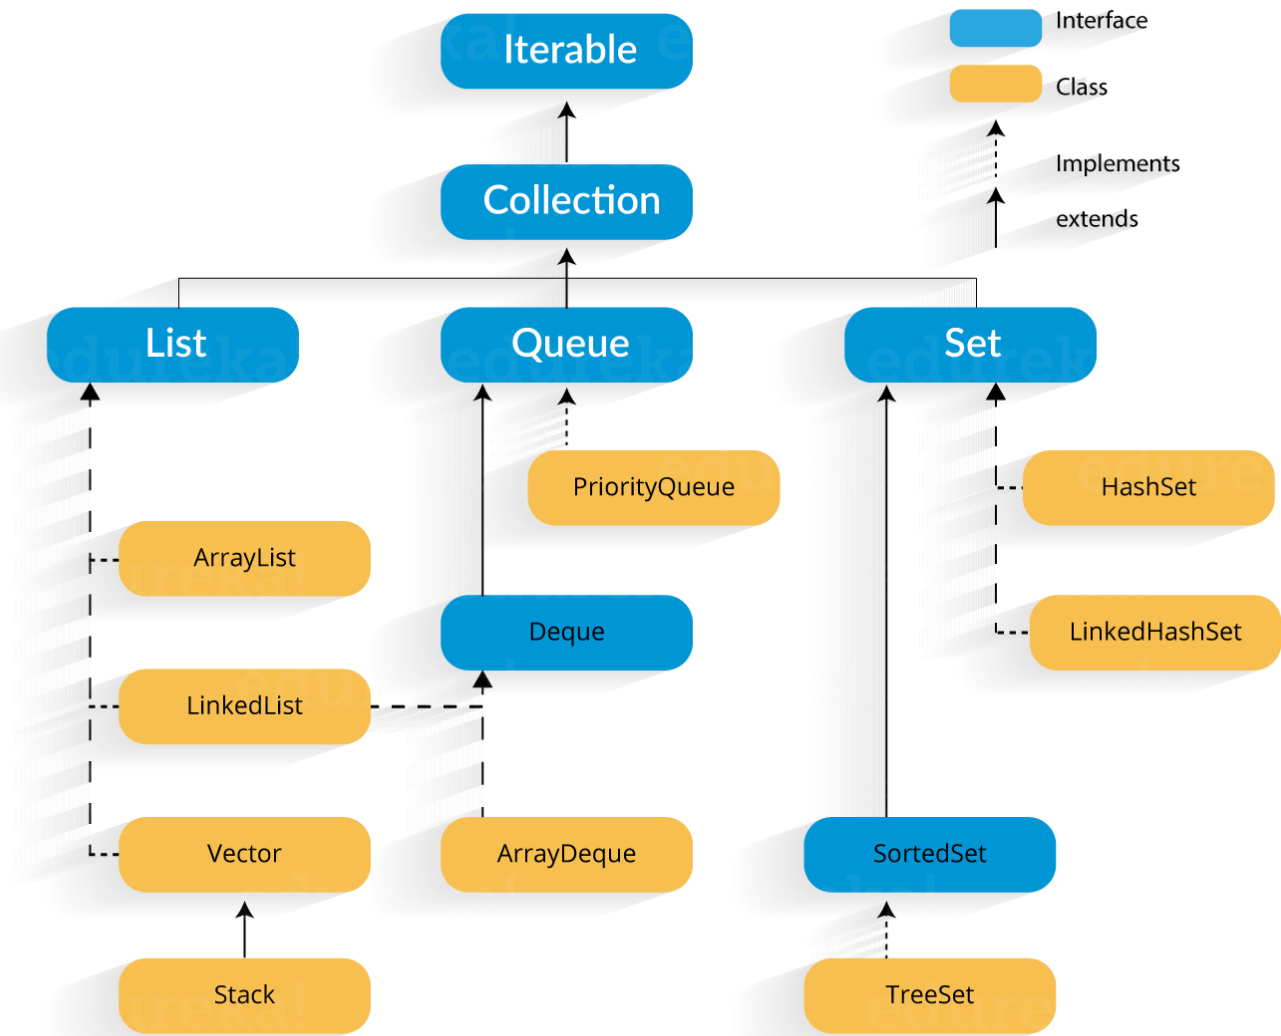 Iterable
Interface
Class
Implements
extends
Collection
List
Queue
Set
PriorityQueue
HashSet
ArrayList
Deque
LinkedHashSet
LinkedList
Vector
ArrayDeque
SortedSet
Stack
TreeSet
edureka!